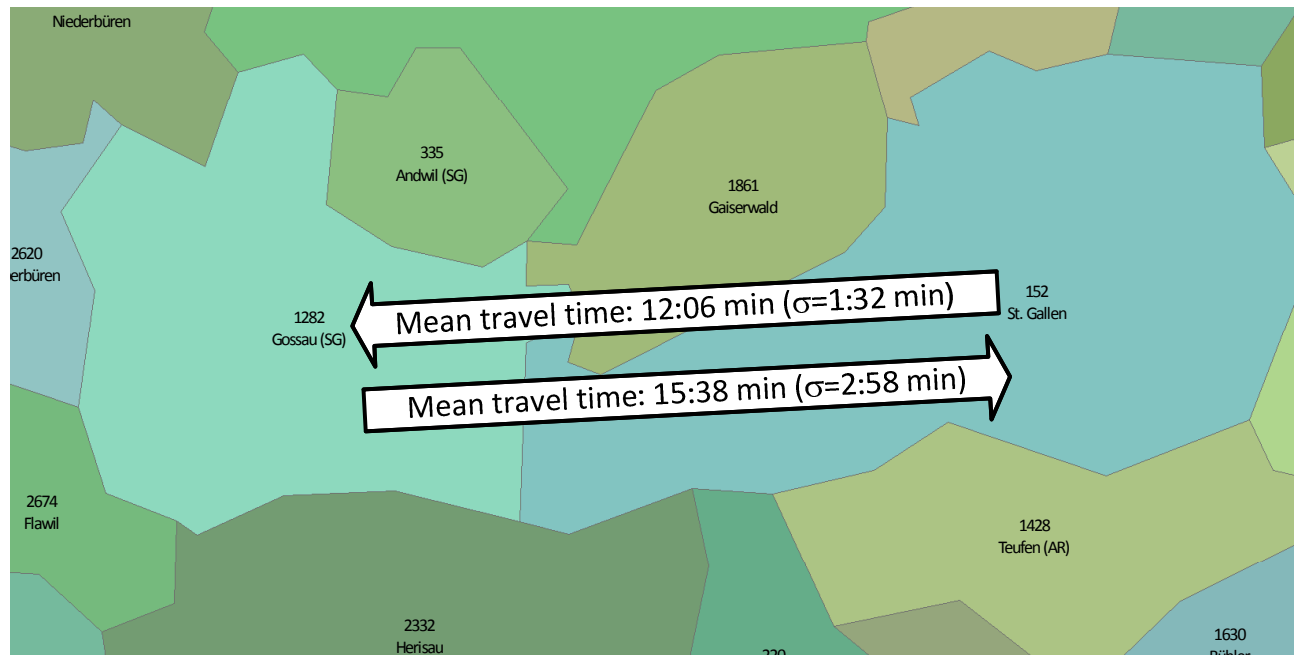 Niederbüren
335
Andwil (SG)
1861
Gaiserwald
2620
erbüren
152
St. Gallen
Mean travel time: 12:06 min (σ=1:32 min)
1282
Gossau (SG)
Mean travel time: 15:38 min (σ=2:58 min)
2674
Flawil
1428
Teufen (AR)
2332
Herisau
1630